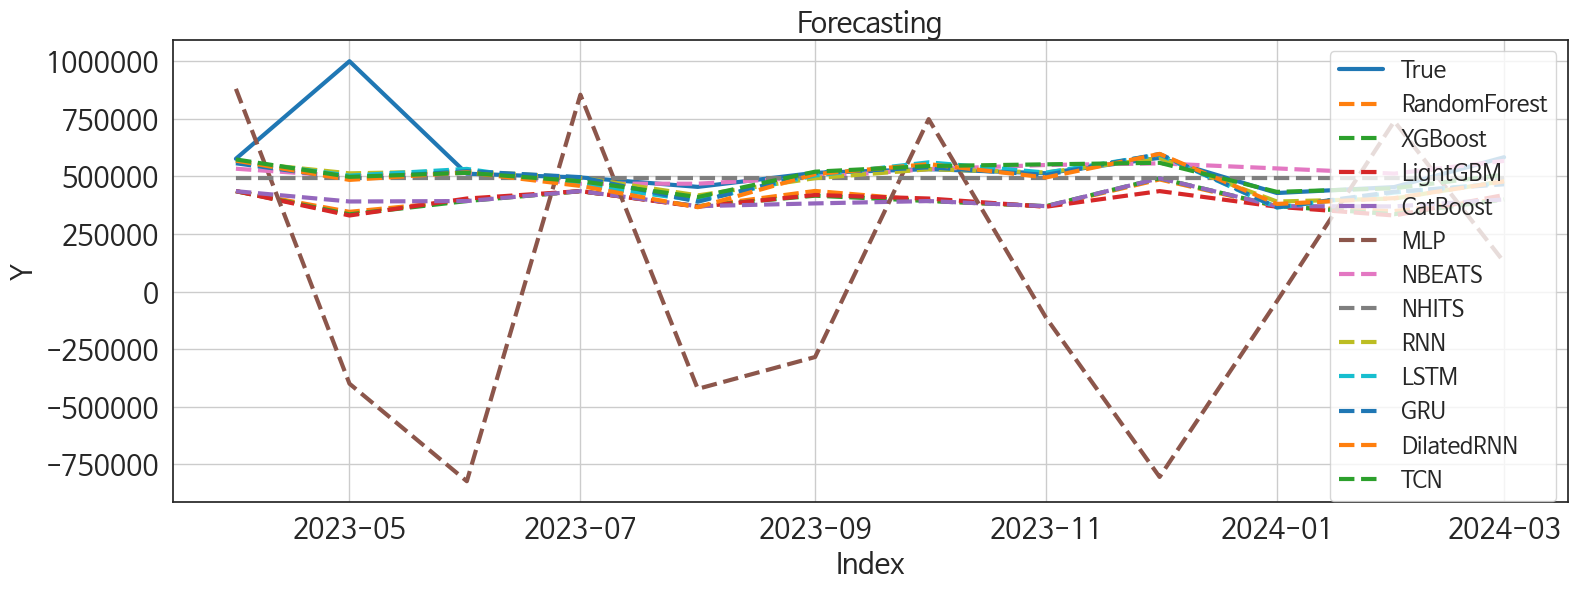 Forecasting
1000000
750000
500000
250000
0
−250000
−500000
−750000
Y
2023−05
2023−07
2023−09
2023−11
2024−01
2024−03
Index
True
RandomForest
XGBoost
LightGBM
CatBoost
MLP
NBEATS
NHITS
RNN
LSTM
GRU
DilatedRNN
TCN